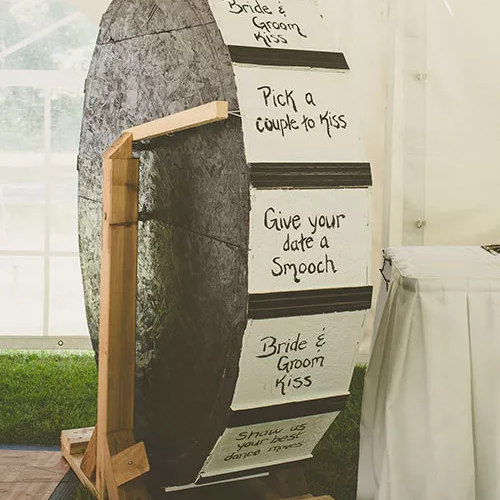 Bride &
Groom
Kiss
Pick a
couple to Kiss
Give your
date a
Smooch
Bride &
Groom
Kiss
Show us
your best
dance moves